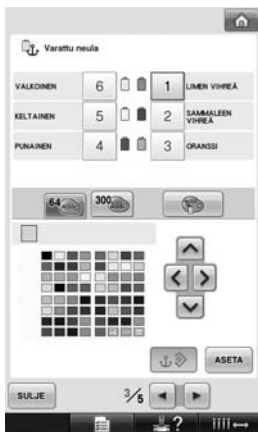 Varattu neula
VALKOINEN 6 1 LIMEN VIHREÄ
KELTAINEN 5 2 SAMMALEEN VIHREÄ
PUNAINEN 4 3 ORANSSI
64 300
ASETA
SULJE 3/5
?